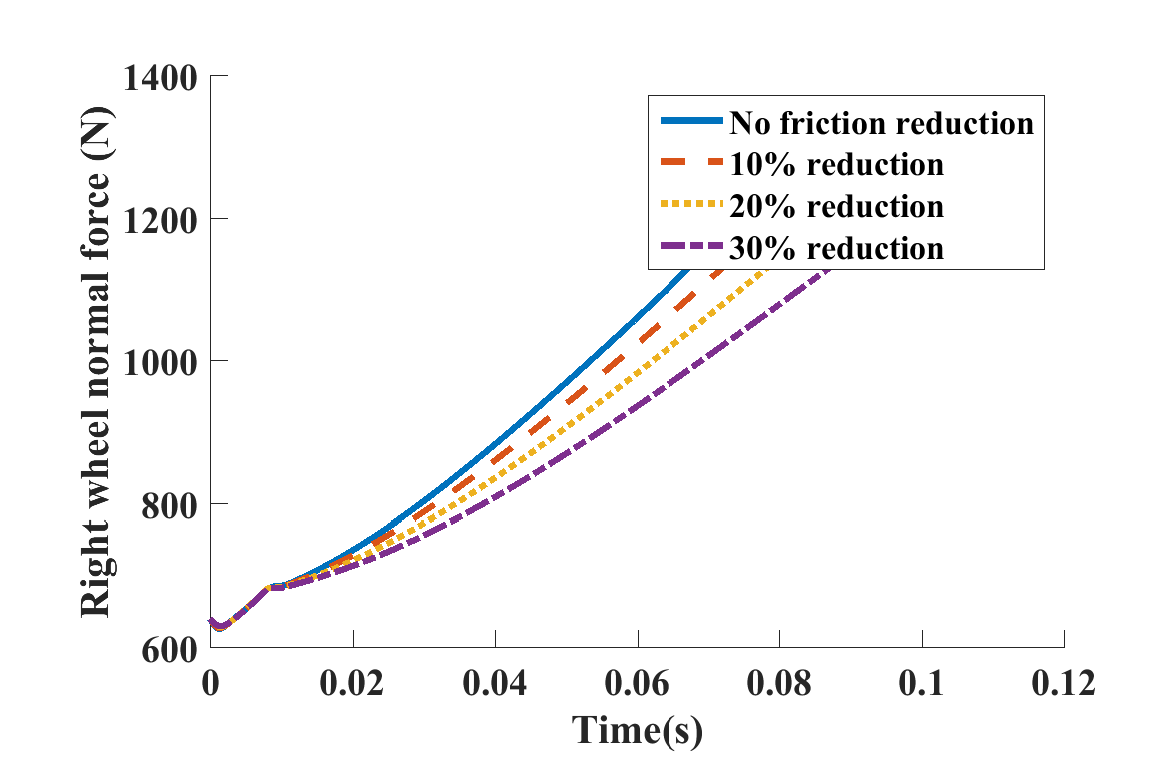 1400
1200
1000
800
600
Right wheel normal force (N)
No friction reduction
10% reduction
20% reduction
30% reduction
0
0.02
0.04
0.06
0.08
0.1
0.12
Time(s)